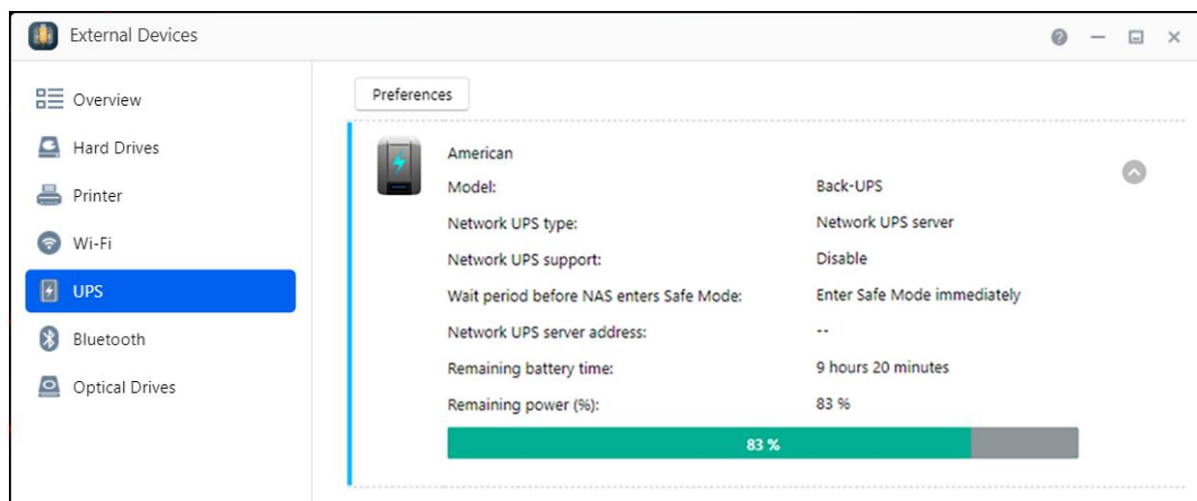 External Devices
Overview
Hard Drives
Printer
Wi-Fi
UPS
Bluetooth
Optical Drives
Preferences
American
Model: Back-UPS
Network UPS type: Network UPS server
Network UPS support: Disable
Wait period before NAS enters Safe Mode: Enter Safe Mode immediately
Network UPS server address: --
Remaining battery time: 9 hours 20 minutes
Remaining power (%): 83 %
83 %